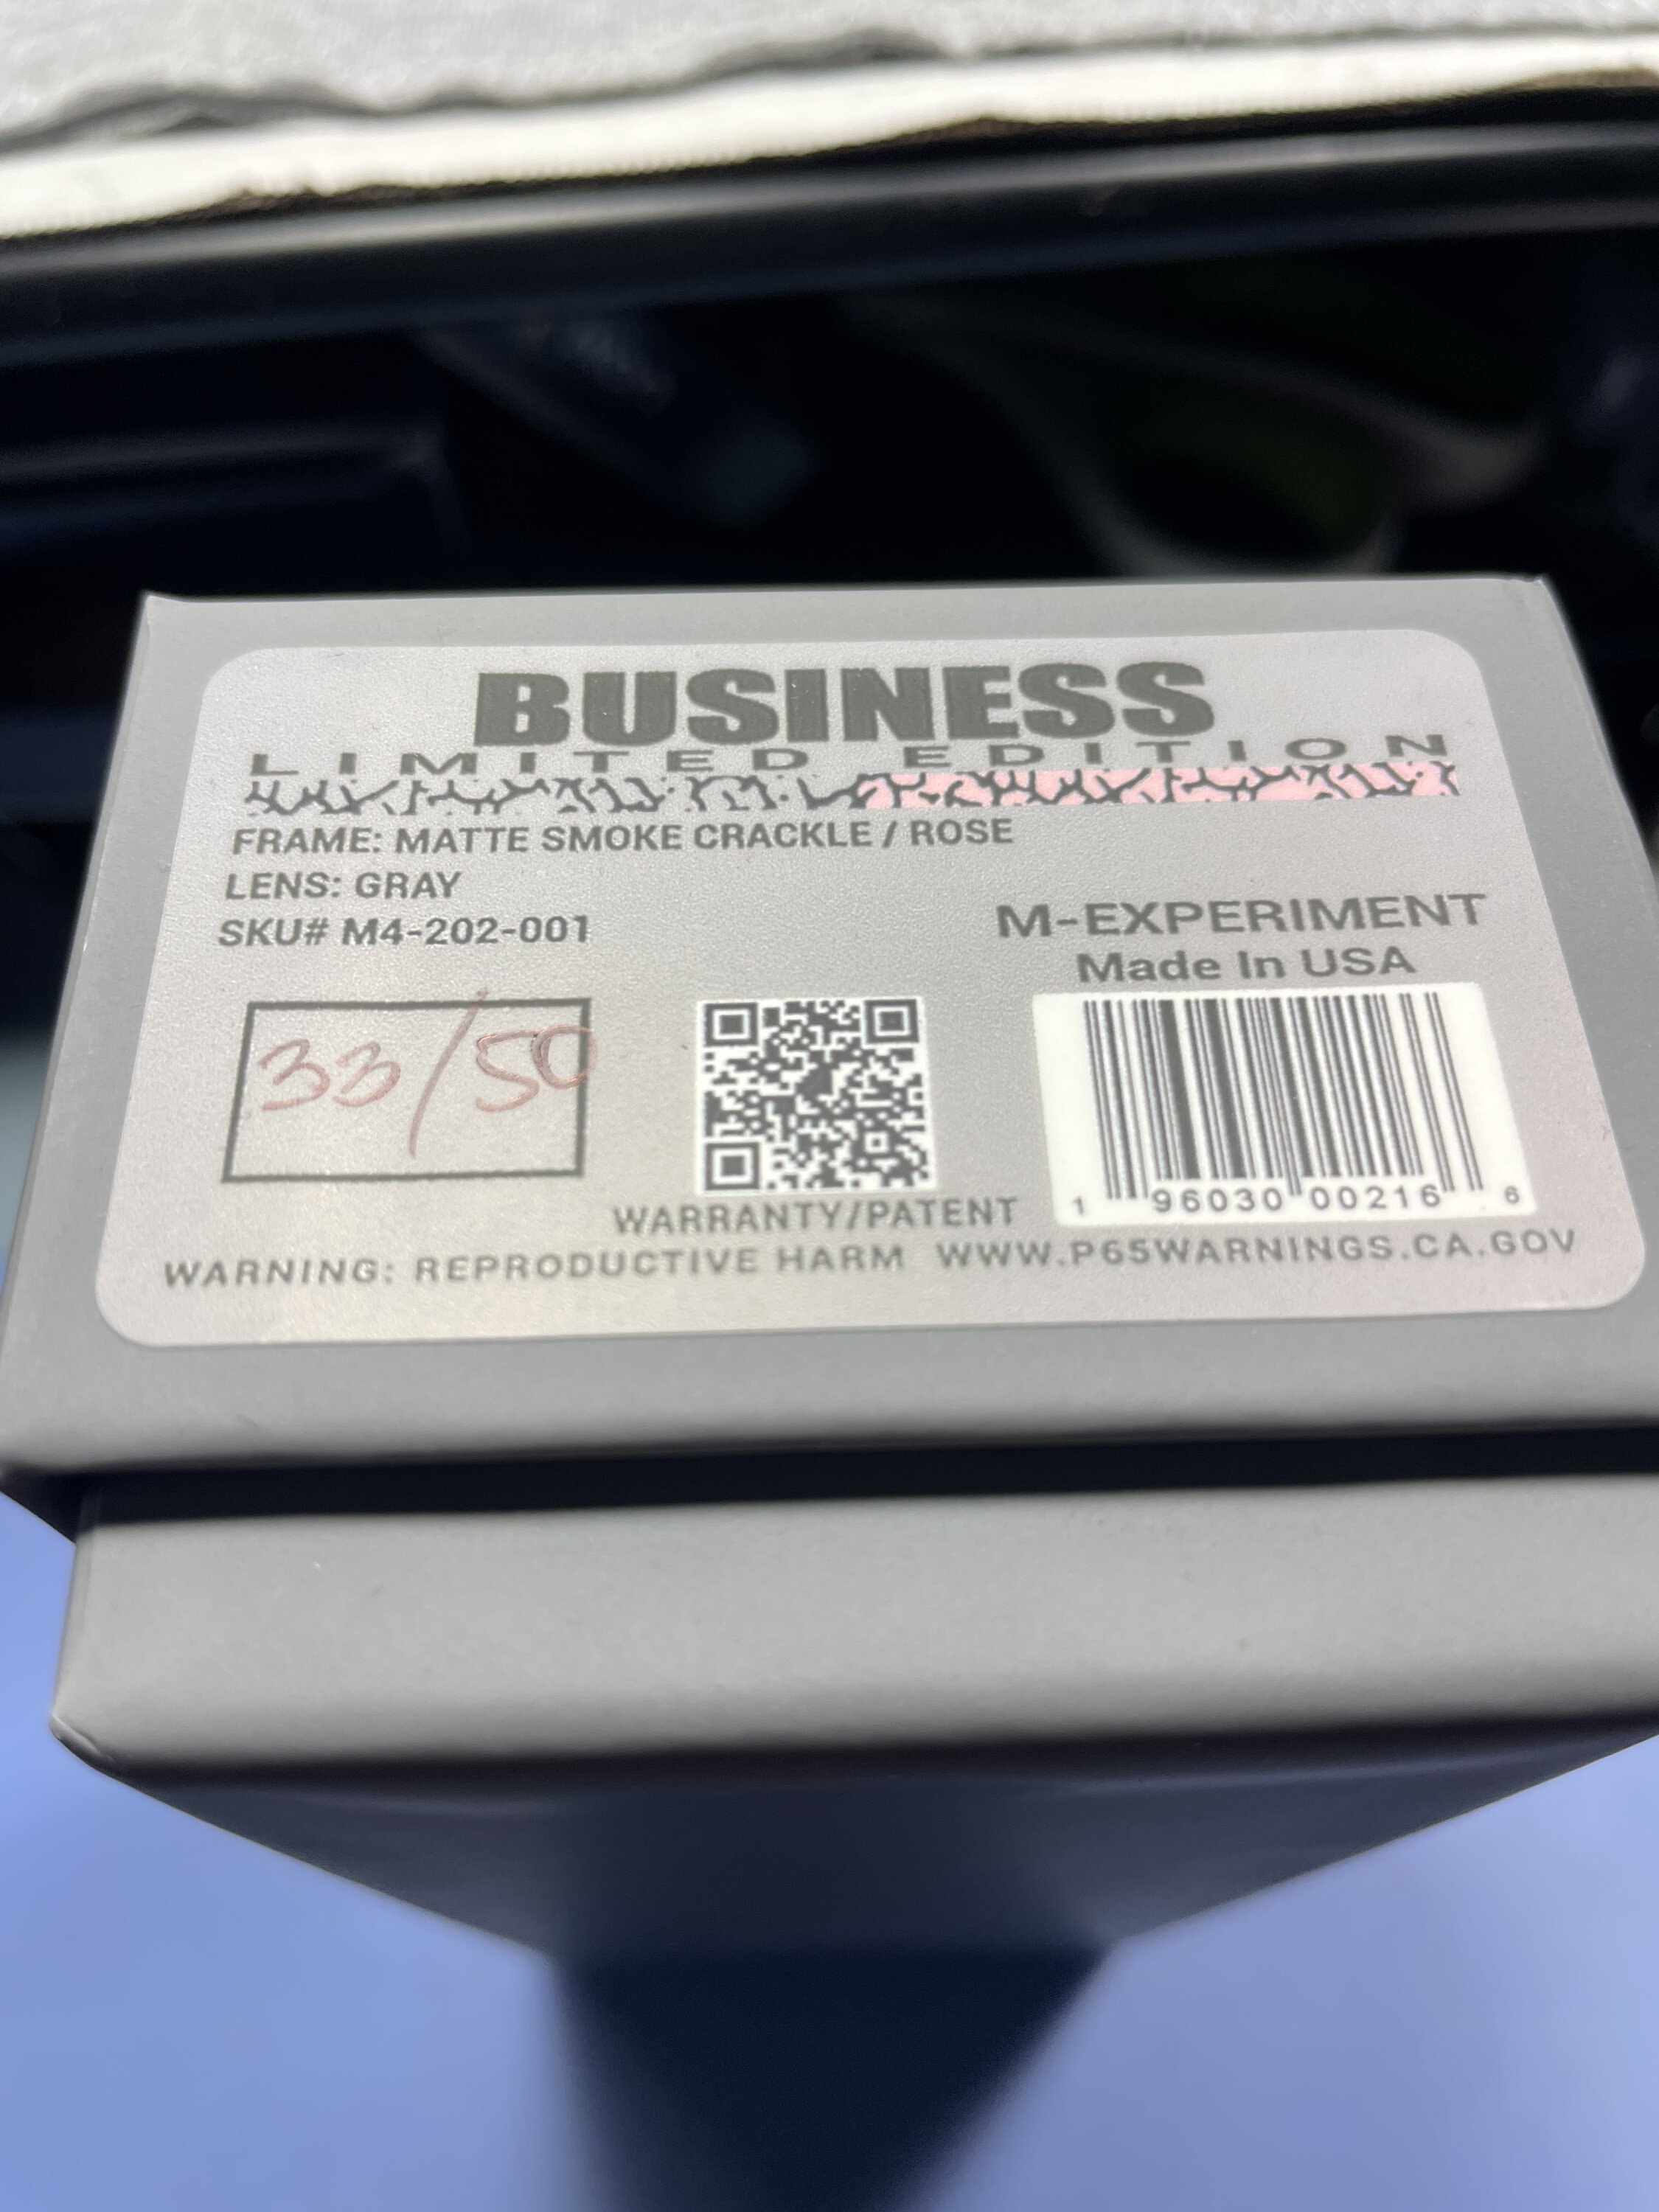 BUSINESS
LIMITED EDITION
FRAME: MATTE SMOKE CRACKLE / ROSE
LENS: GRAY
SKU# M4-202-001
M-EXPERIMENT
Made In USA
33/50
1 96030 00216 6
WARRANTY/PATENT
WARNING: REPRODUCTIVE HARM WWW.P65WARNINGS.CA.GOV